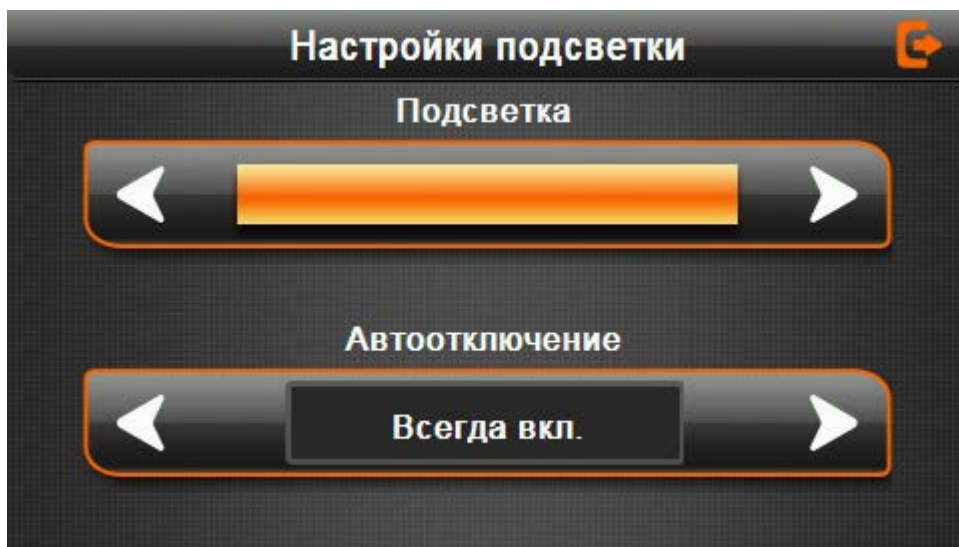 Настройки подсветки
Подсветка
Автоотключение
Всегда вкл.